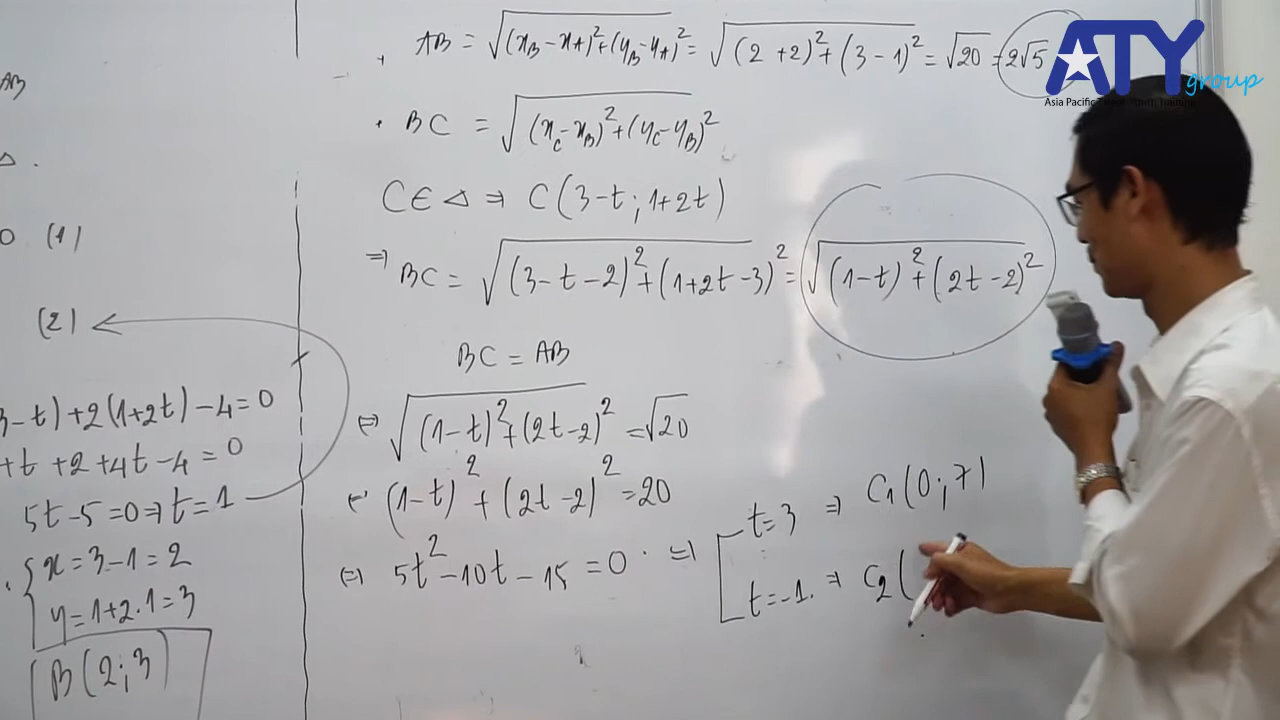 AB
Δ.
0 (1)
(2)
3-t)+2(1+2t)-4=0
+t+2+4t-4=0
5t-5=0⇒t=1
x=3-1=2
y=1+2.1=3
B(2;3)
AB = √(x_B-x_A)²+(y_B-y_A)² = √(2+2)²+(3-1)² = √20 = 2√5
BC = √(x_C-x_B)²+(y_C-y_B)²
C∈Δ ⇒ C(3-t;1+2t)
⇒ BC = √(3-t-2)²+(1+2t-3)² = √(1-t)²+(2t-2)²
BC = AB
⇔ √(1-t)²+(2t-2)² = √20
⇔ (1-t)²+(2t-2)² = 20
⇔ 5t²-10t-15=0. ⇔
t=3 ⇒ C₁(0;7)
t=-1. ⇒ C₂(
ATY
group
Asia Pacific
Training